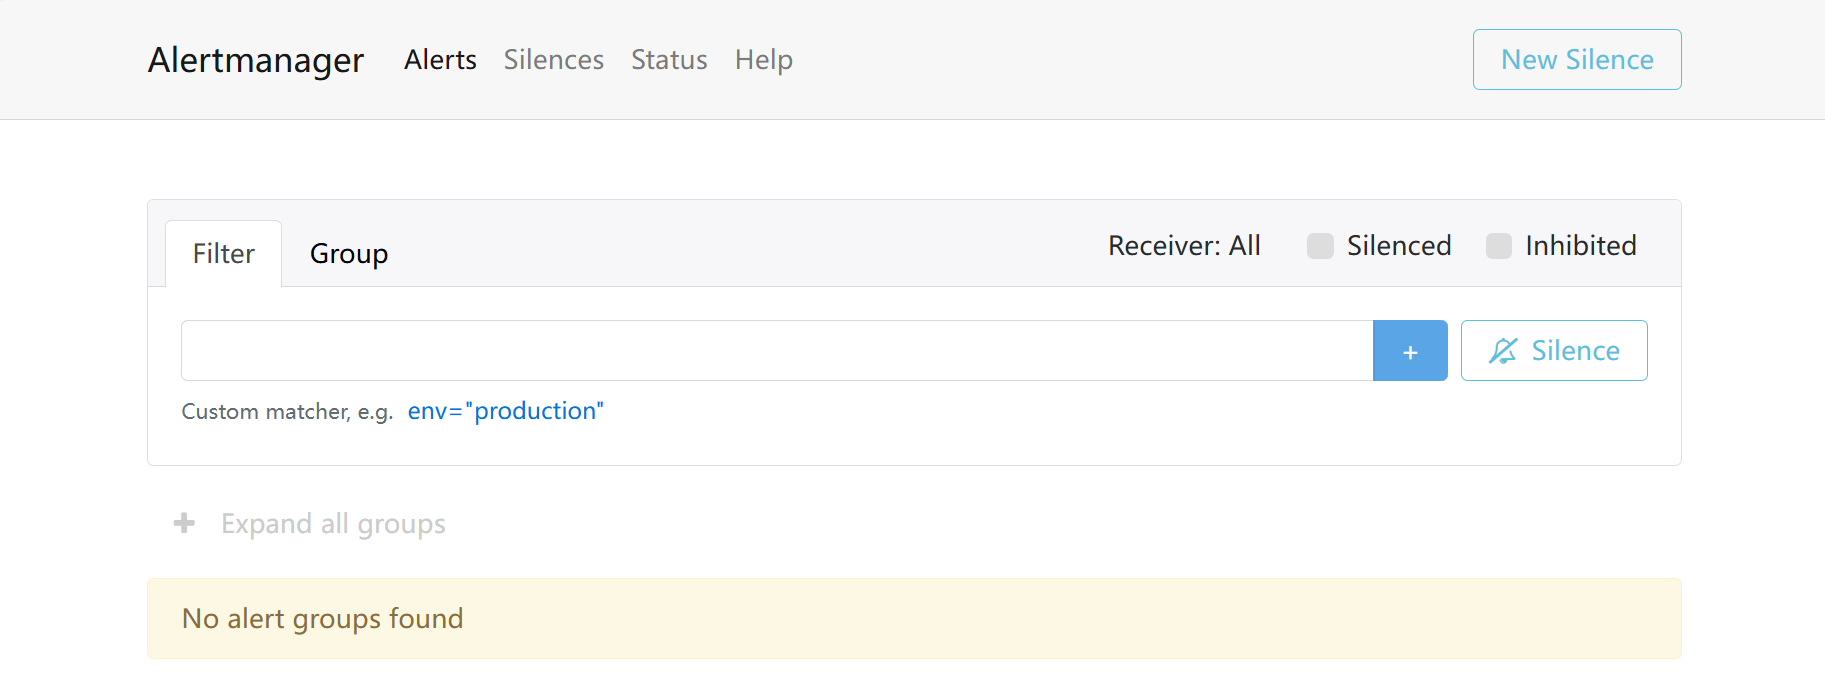 Alertmanager Alerts Silences Status Help New Silence
Filter Group Receiver: All Silenced Inhibited
+ Silence
Custom matcher, e.g. env="production"
+ Expand all groups
No alert groups found